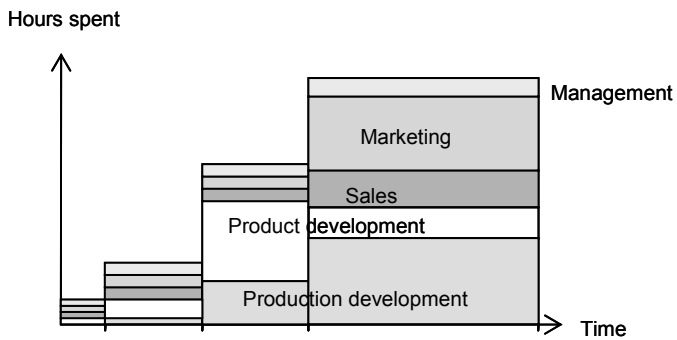 Hours spent
Management
Marketing
Sales
Product development
Production development
Time